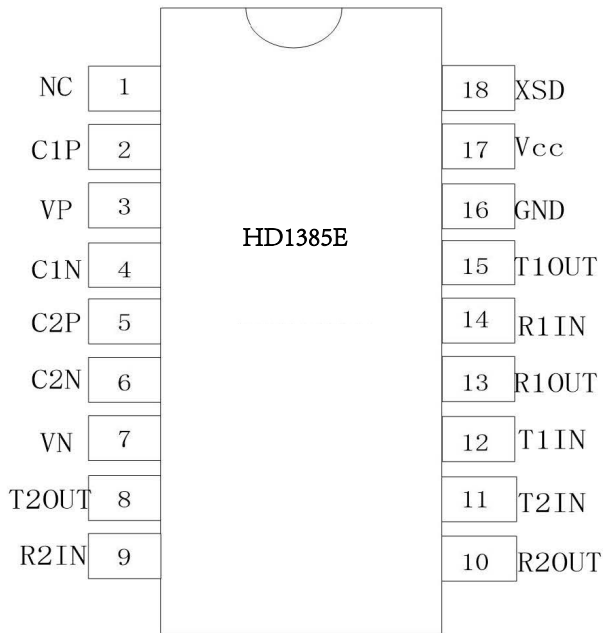 NC 1 18 XSD
C1P 2 17 Vcc
VP 3 16 GND
HD1385E
C1N 4 15 T1OUT
C2P 5 14 R1IN
C2N 6 13 R1OUT
VN 7 12 T1IN
T2OUT 8 11 T2IN
R2IN 9 10 R2OUT